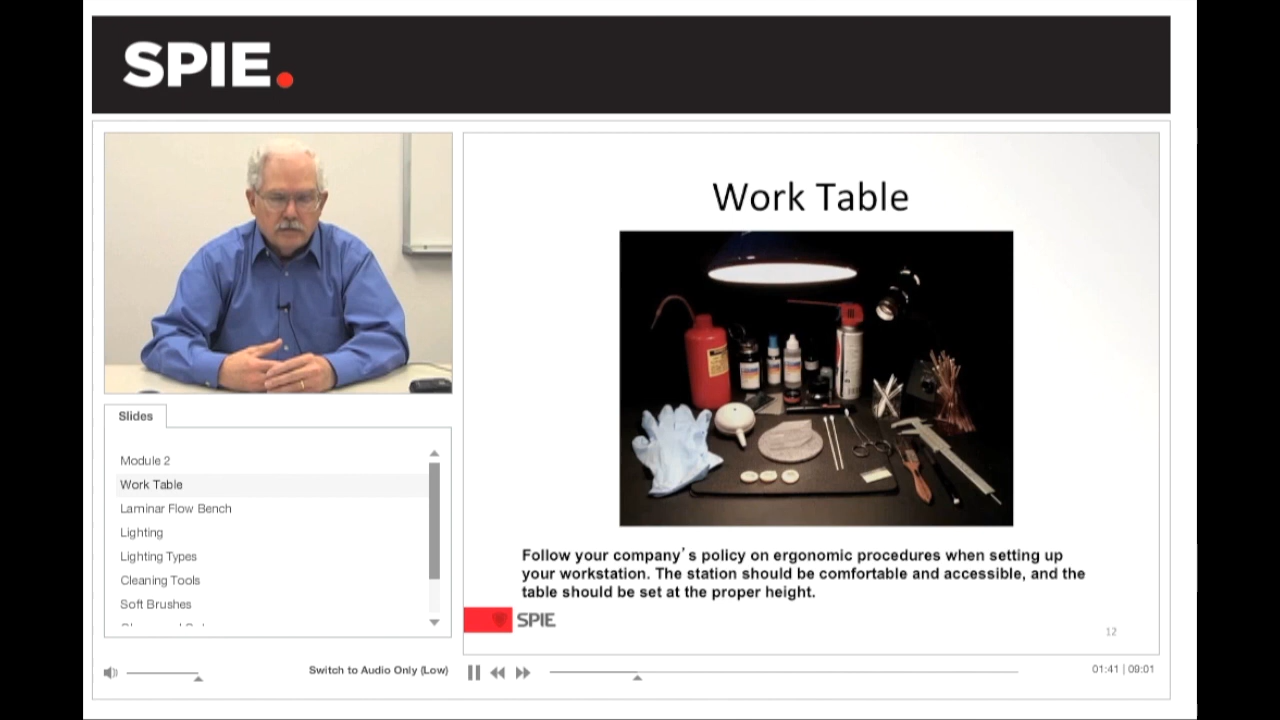 SPIE.
Work Table
Follow your company's policy on ergonomic procedures when setting up
your workstation. The station should be comfortable and accessible, and the
table should be set at the proper height.
SPIE
12
Slides
Module 2
Work Table
Laminar Flow Bench
Lighting
Lighting Types
Cleaning Tools
Soft Brushes
Switch to Audio Only (Low)
01:41 | 09:01